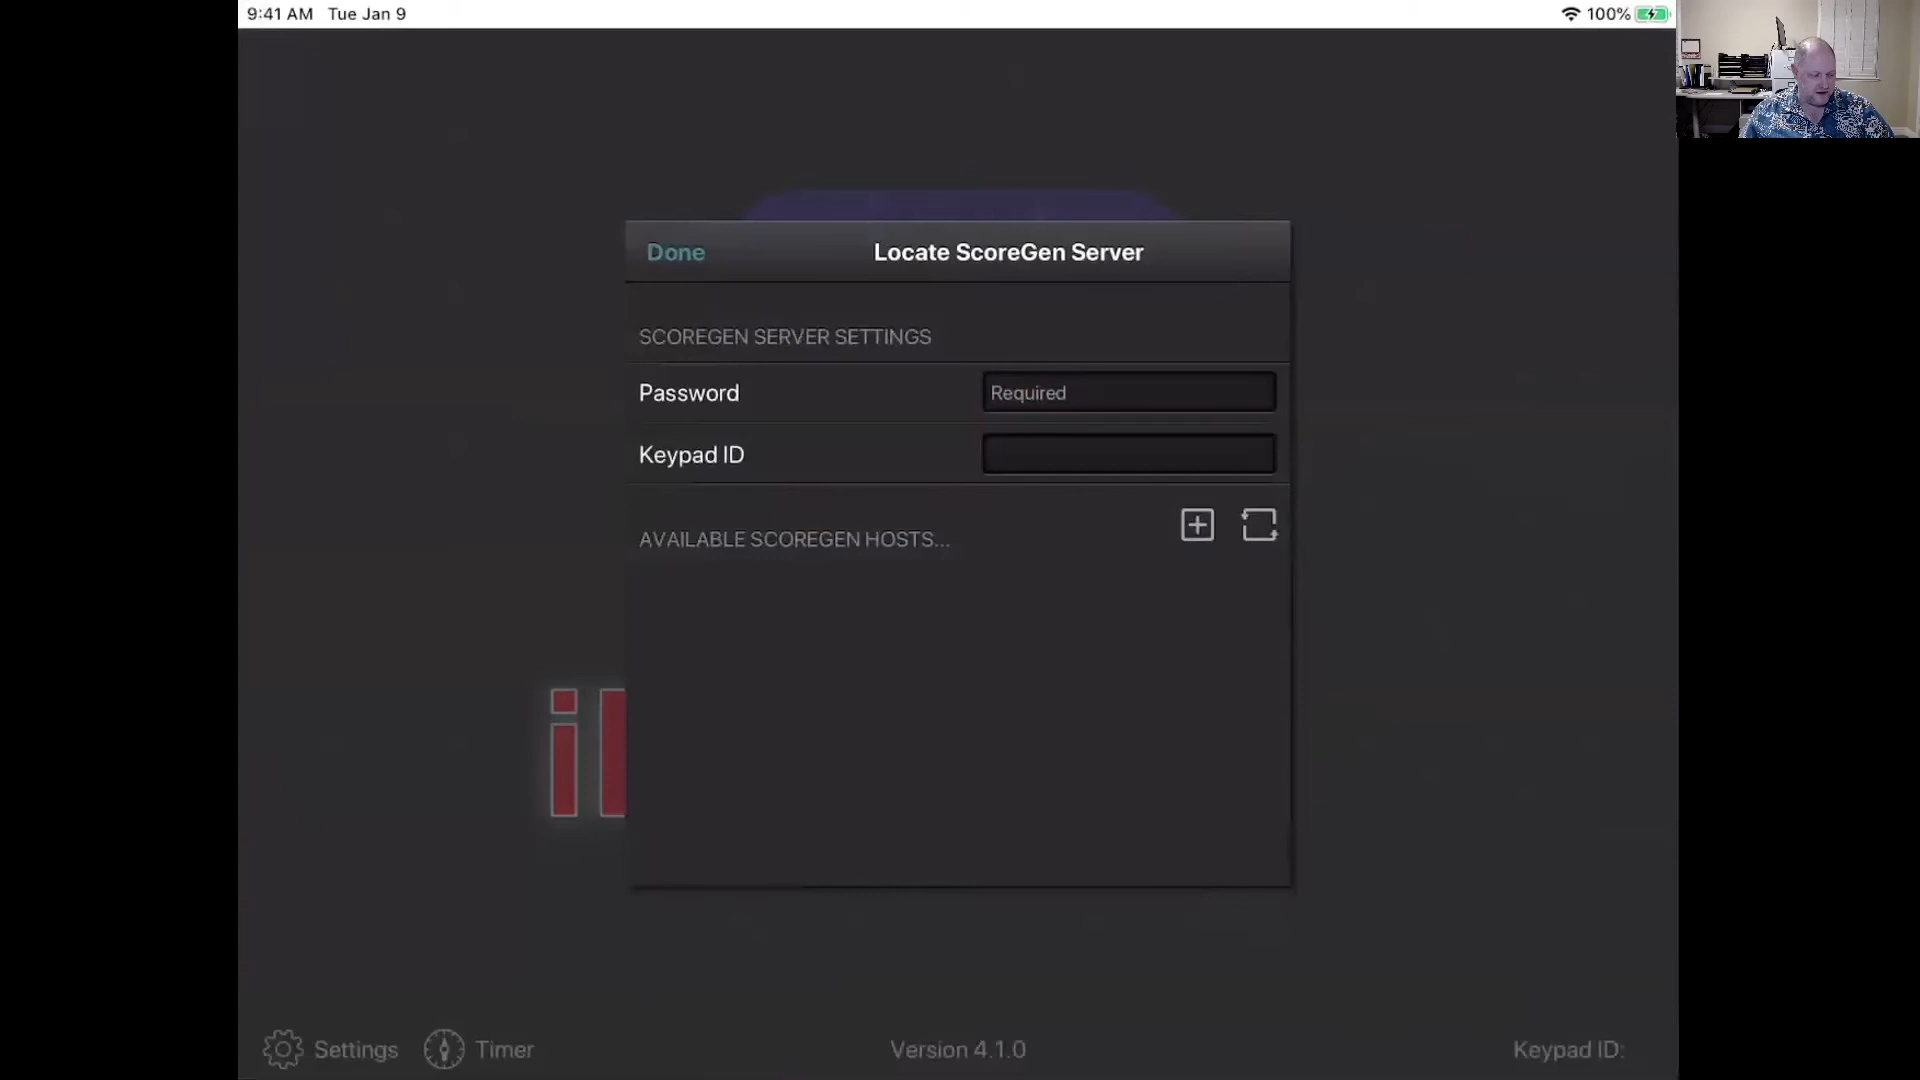 9:41 AM Tue Jan 9
100%
Done
Locate ScoreGen Server
SCOREGEN SERVER SETTINGS
Password
Required
Keypad ID
AVAILABLE SCOREGEN HOSTS...
Settings
Timer
Version 4.1.0
Keypad ID: